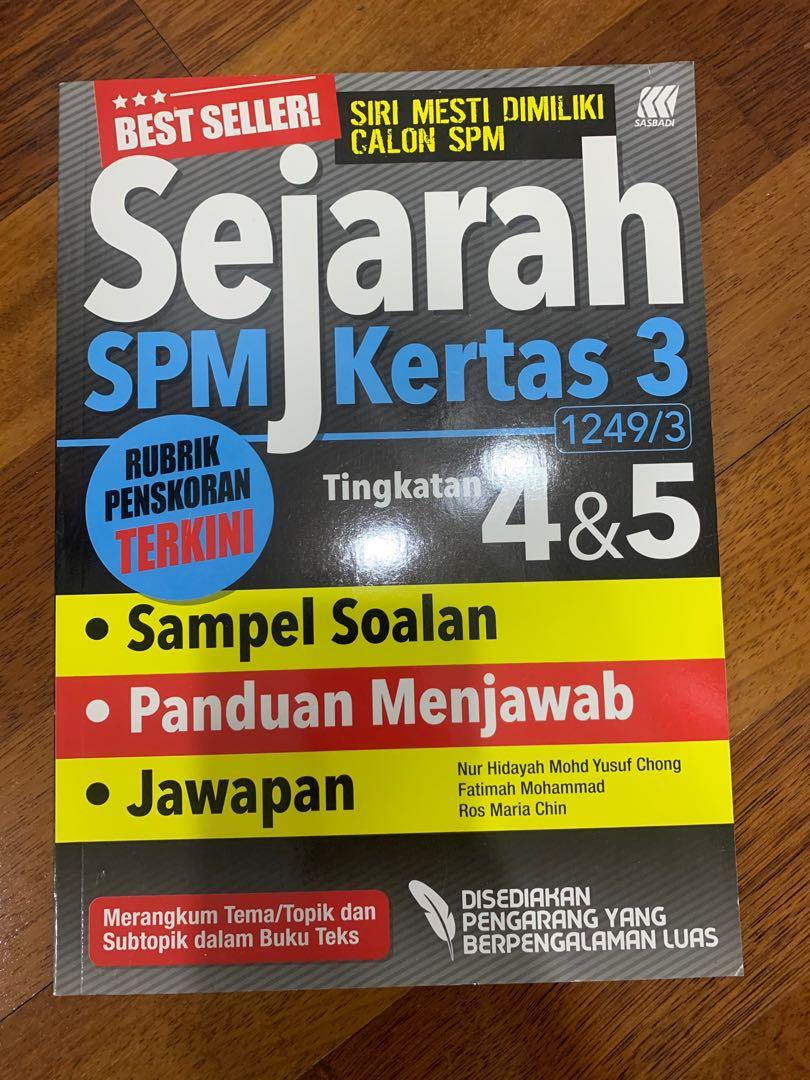 BEST SELLER!
SIRI MESTI DIMILIKI
CALON SPM
SASBADI
Sejarah
SPM Kertas 3
1249/3
RUBRIK
PENSKORAN
TERKINI
Tingkatan 4&5
• Sampel Soalan
• Panduan Menjawab
• Jawapan
Nur Hidayah Mohd Yusuf Chong
Fatimah Mohammad
Ros Maria Chin
Merangkum Tema/Topik dan
Subtopik dalam Buku Teks
DISEDIAKAN
PENGARANG YANG
BERPENGALAMAN LUAS